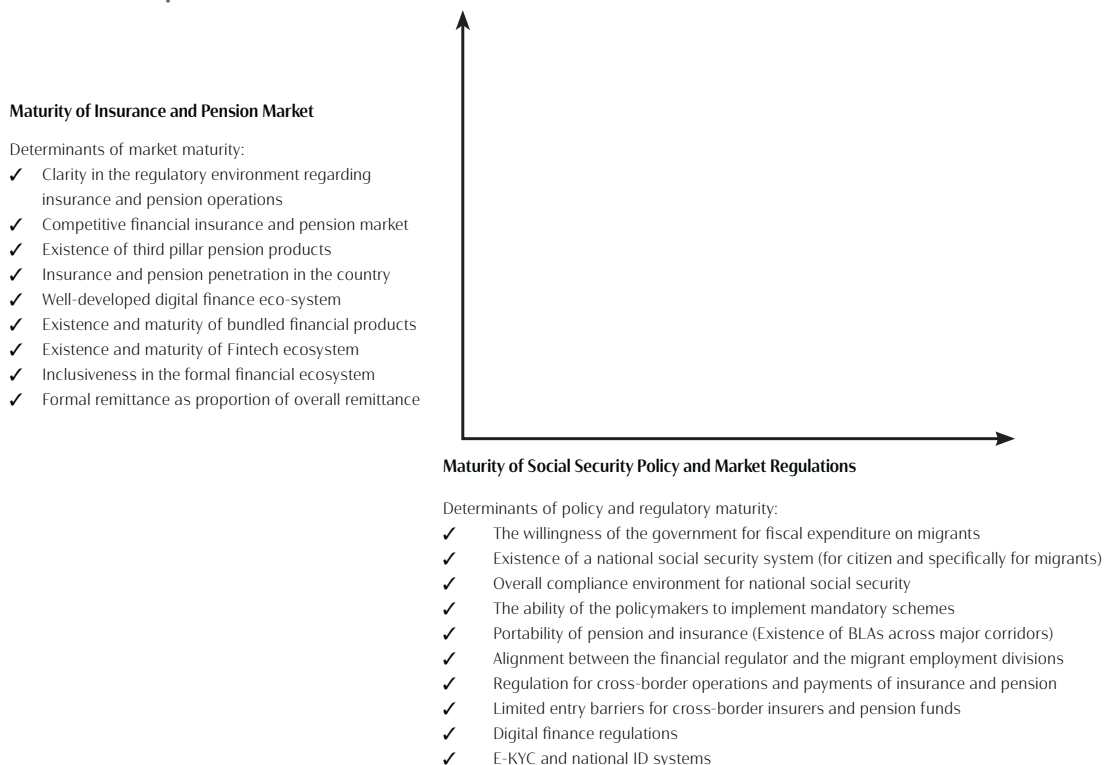 Maturity of Insurance and Pension Market
Determinants of market maturity:
✓ Clarity in the regulatory environment regarding
insurance and pension operations
✓ Competitive financial insurance and pension market
✓ Existence of third pillar pension products
✓ Insurance and pension penetration in the country
✓ Well-developed digital finance eco-system
✓ Existence and maturity of bundled financial products
✓ Existence and maturity of Fintech ecosystem
✓ Inclusiveness in the formal financial ecosystem
✓ Formal remittance as proportion of overall remittance
Maturity of Social Security Policy and Market Regulations
Determinants of policy and regulatory maturity:
✓ The willingness of the government for fiscal expenditure on migrants
✓ Existence of a national social security system (for citizen and specifically for migrants)
✓ Overall compliance environment for national social security
✓ The ability of the policymakers to implement mandatory schemes
✓ Portability of pension and insurance (Existence of BLAs across major corridors)
✓ Alignment between the financial regulator and the migrant employment divisions
✓ Regulation for cross-border operations and payments of insurance and pension
✓ Limited entry barriers for cross-border insurers and pension funds
✓ Digital finance regulations
✓ E-KYC and national ID systems